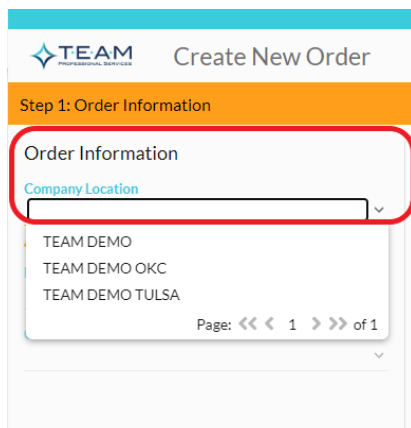 TEAM
PROFESSIONAL SERVICES
Create New Order
Step 1: Order Information
Order Information
Company Location
TEAM DEMO
TEAM DEMO OKC
TEAM DEMO TULSA
Page: << < 1 > >> of 1